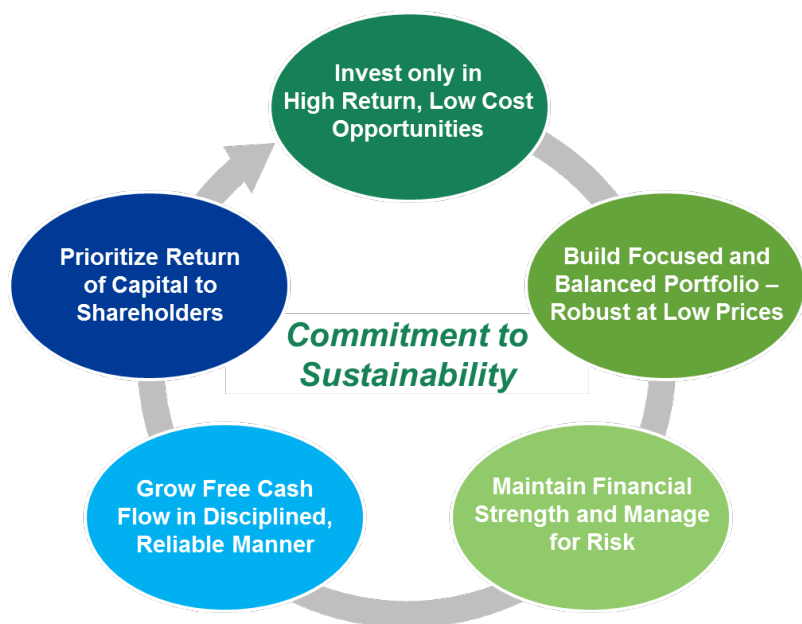 Invest only in
High Return, Low Cost
Opportunities
Build Focused and
Balanced Portfolio –
Robust at Low Prices
Maintain Financial
Strength and Manage
for Risk
Grow Free Cash
Flow in Disciplined,
Reliable Manner
Prioritize Return
of Capital to
Shareholders
Commitment to
Sustainability